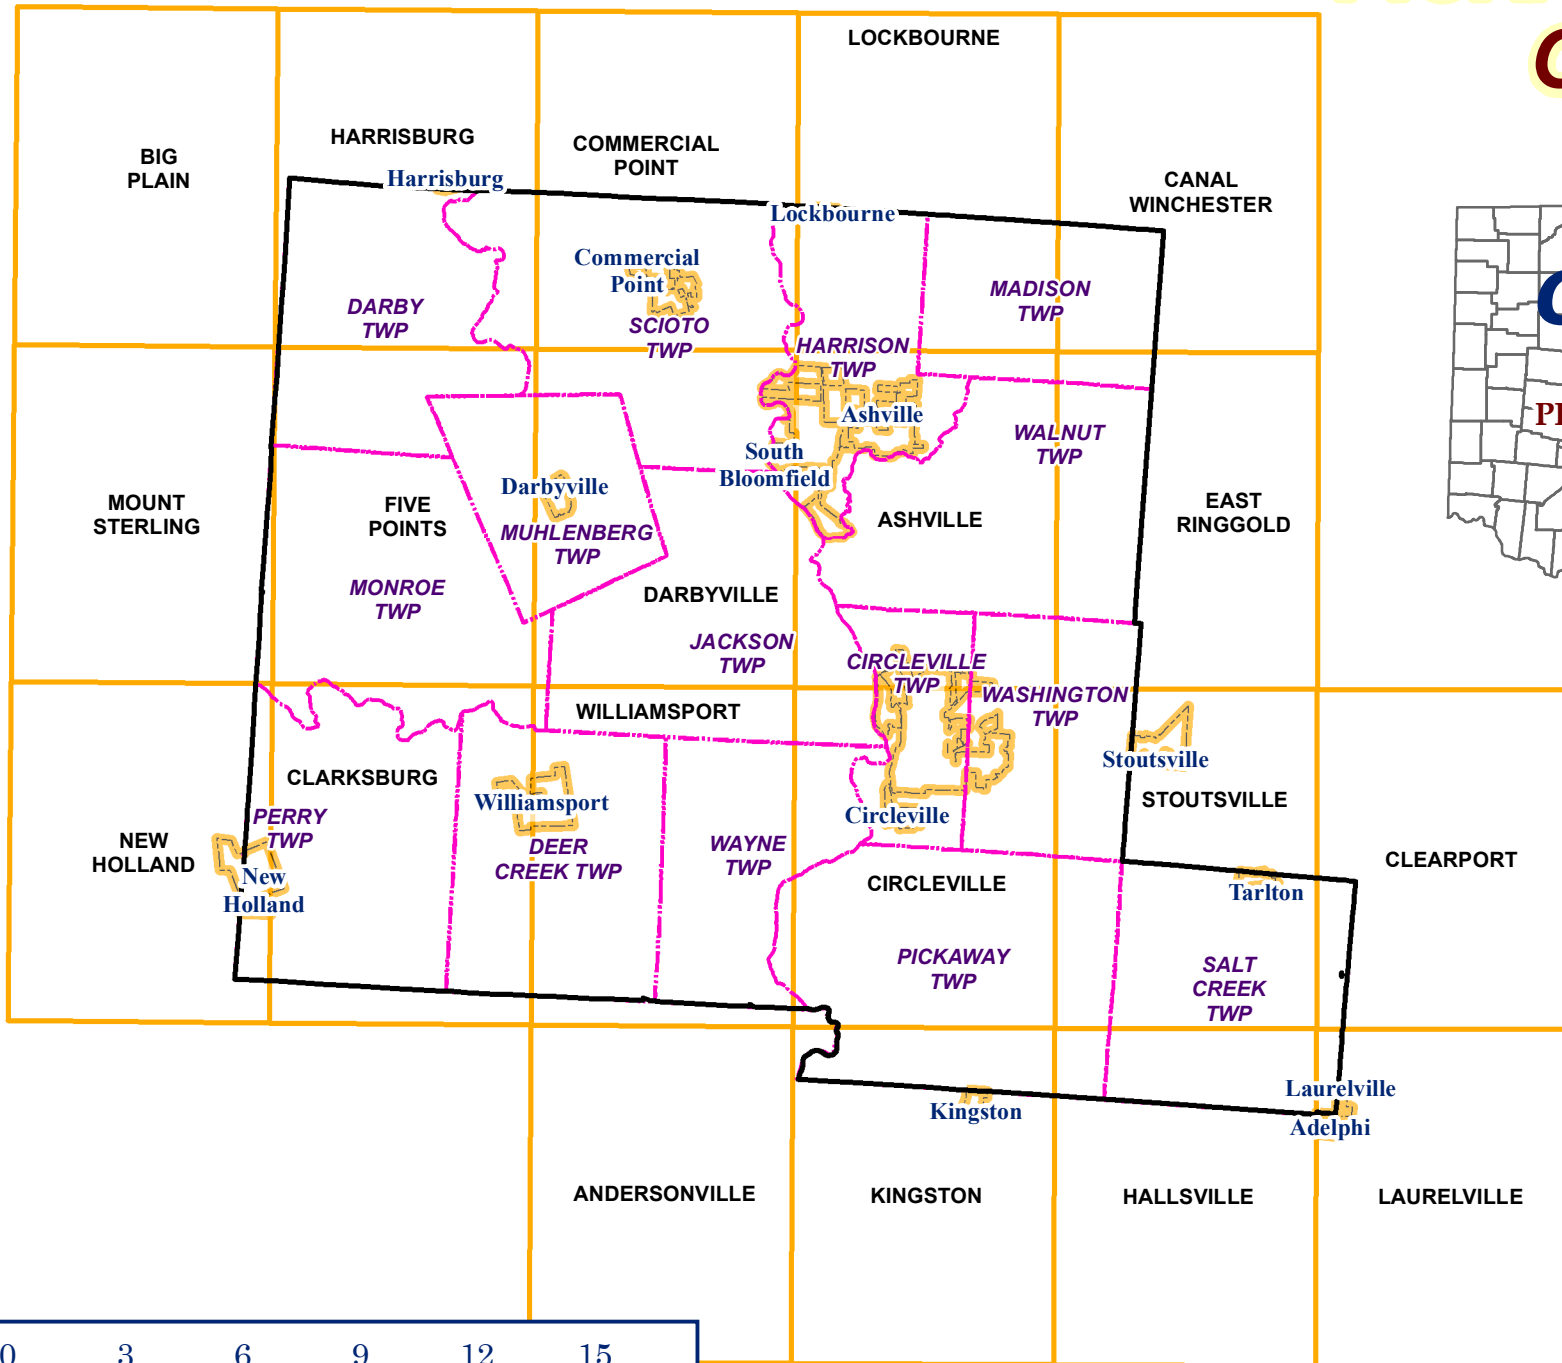 LOCKBOURNE
HARRISBURG
COMMERCIAL
POINT
BIG
PLAIN
CANAL
WINCHESTER
Harrisburg
Lockbourne
Commercial
Point
DARBY
TWP
SCIOTO
TWP
MADISON
TWP
HARRISON
TWP
Ashville
South
Bloomfield
WALNUT
TWP
MOUNT
STERLING
FIVE
POINTS
Darbyville
MUHLENBERG
TWP
ASHVILLE
EAST
RINGGOLD
MONROE
TWP
DARBYVILLE
JACKSON
TWP
CIRCLEVILLE
TWP
WASHINGTON
TWP
WILLIAMSPORT
CLARKSBURG
Stoutsville
STOUTSVILLE
Williamsport
Circleville
PERRY
TWP
NEW
HOLLAND
New
Holland
DEER
CREEK TWP
WAYNE
TWP
CIRCLEVILLE
CLEARPORT
Tarlton
PICKAWAY
TWP
SALT
CREEK
TWP
Laurelville
Kingston
Adelphi
ANDERSONVILLE
KINGSTON
HALLSVILLE
LAURELVILLE
0 3 6 9 12 15